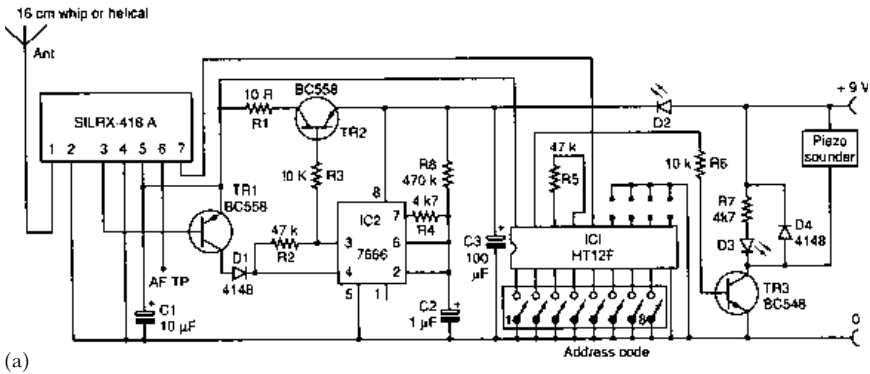 16 cm whip or helical
Ant
SILRX-418 A
1 2 3 4 5 6 7
10 R
R1
BC558
TR2
+ 9 V
D2
Piezo
sounder
TR1
BC558
10 K R3
R8
470 k
47 k
R5
10 k R6
R7
4k7
D3
D4
4148
47 k
R2
D1
4148
8
IC2
7666
3
4
5
1
7
6
2
4 k7
R4
C3
100
µF
IC1
HT12F
TR3
BC548
AF TP
C1
10 µF
C2
1 µF
1
8
0
Address code
(a)